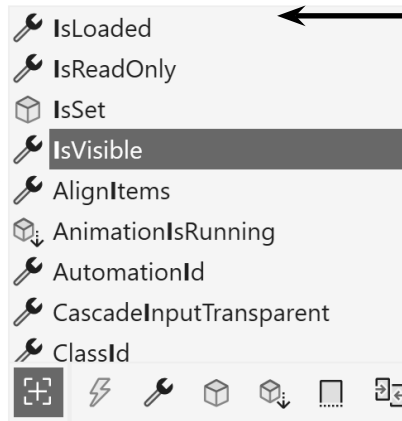 IsLoaded
IsReadOnly
IsSet
IsVisible
AlignItems
AnimationIsRunning
AutomationId
CascadeInputTransparent
ClassId